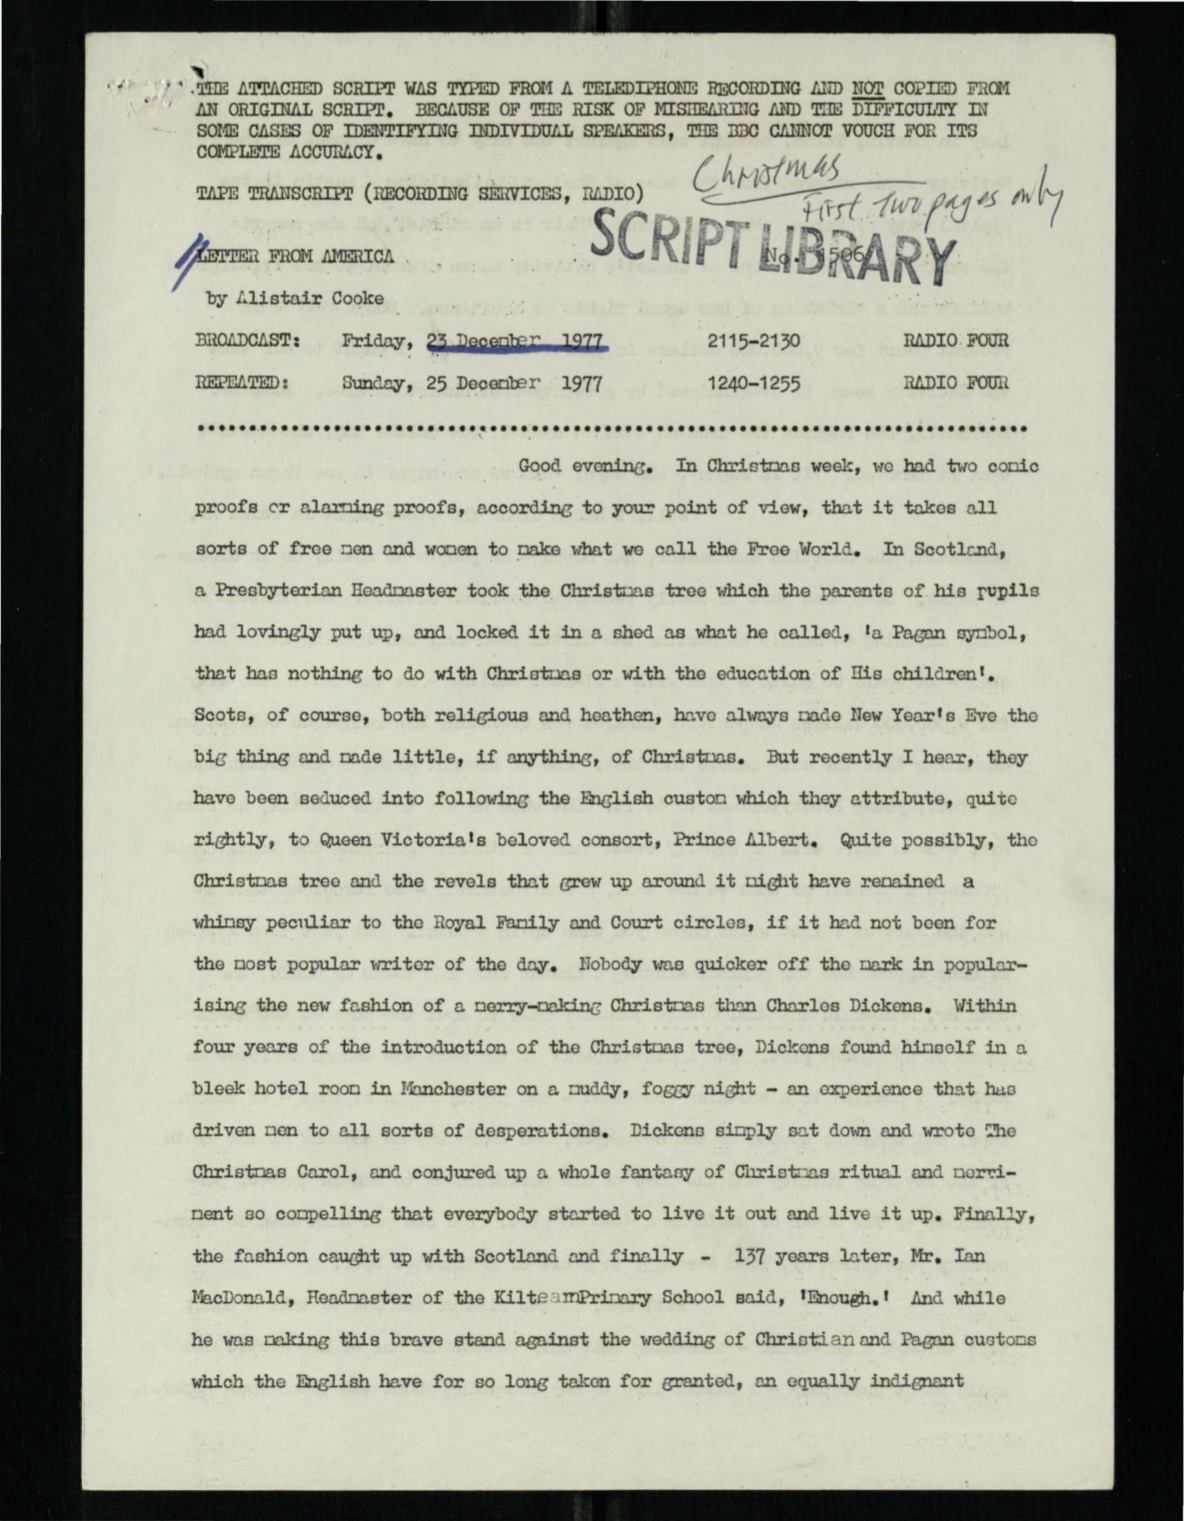 THE ATTACHED SCRIPT WAS TYPED FROM A TELEDIPHONE RECORDING AND NOT COPIED FROM
AN ORIGINAL SCRIPT. BECAUSE OF THE RISK OF MISHEARING AND THE DIFFICULTY IN
SOME CASES OF IDENTIFYING INDIVIDUAL SPEAKERS, THE BBC CANNOT VOUCH FOR ITS
COMPLETE ACCURACY.
Christmas
TAPE TRANSCRIPT (RECORDING SERVICES, RADIO)
First two pages only
SCRIPT LIBRARY
LETTER FROM AMERICA No. 1506
by Alistair Cooke
BROADCAST: Friday, 23 December 1977 2115-2130 RADIO FOUR
REPEATED: Sunday, 25 December 1977 1240-1255 RADIO FOUR
Good evening. In Christmas week, we had two comic
proofs or alarming proofs, according to your point of view, that it takes all
sorts of free men and women to make what we call the Free World. In Scotland,
a Presbyterian Headmaster took the Christmas tree which the parents of his pupils
had lovingly put up, and locked it in a shed as what he called, 'a Pagan symbol,
that has nothing to do with Christmas or with the education of His children'.
Scots, of course, both religious and heathen, have always made New Year's Eve the
big thing and made little, if anything, of Christmas. But recently I hear, they
have been seduced into following the English custom which they attribute, quite
rightly, to Queen Victoria's beloved consort, Prince Albert. Quite possibly, the
Christmas tree and the revels that grew up around it might have remained a
whimsy peculiar to the Royal Family and Court circles, if it had not been for
the most popular writer of the day. Nobody was quicker off the mark in popular-
ising the new fashion of a merry-making Christmas than Charles Dickens. Within
four years of the introduction of the Christmas tree, Dickens found himself in a
bleek hotel room in Manchester on a muddy, foggy night - an experience that has
driven men to all sorts of desperations. Dickens simply sat down and wrote The
Christmas Carol, and conjured up a whole fantasy of Christmas ritual and merri-
ment so compelling that everybody started to live it out and live it up. Finally,
the fashion caught up with Scotland and finally - 137 years later, Mr. Ian
MacDonald, Headmaster of the KilteamPrimary School said, 'Enough.' And while
he was making this brave stand against the wedding of Christian and Pagan customs
which the English have for so long taken for granted, an equally indignant